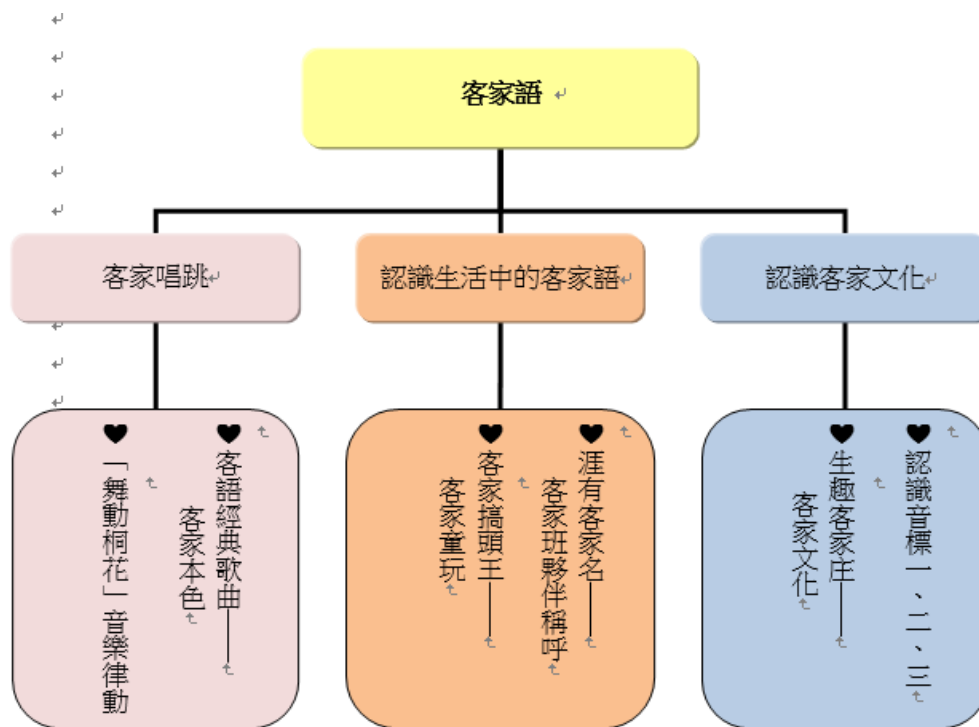 客家語
客家唱跳
認識生活中的客家語
認識客家文化
♥客語經典歌曲——
客家本色
♥「舞動桐花」音樂律動
♥涯有客家名——
客家班夥伴稱呼
♥客家搞頭王——
客家童玩
♥認識音標一、二、三
♥生趣客家庄——
客家文化